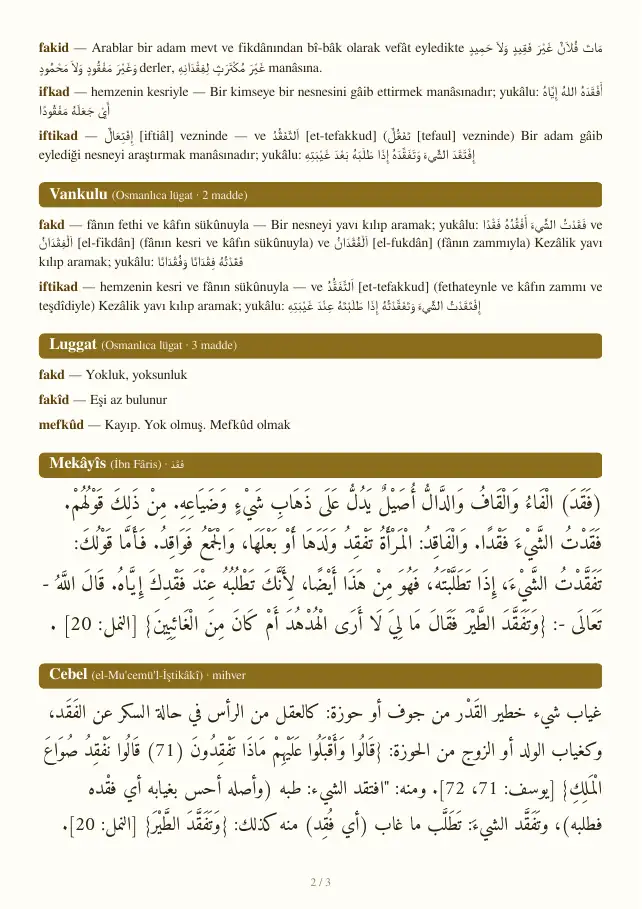 fakid — Arablar bir adam mevt ve fikdânından bî-bâk olarak vefât eyledikte مَاتَ فُلَانٌ غَيْرَ فَقِيدٍ وَلَا حَمِيدٍ
وَغَيْرَ مَفْقُودٍ وَلَا مَحْمُودٍ derler, غَيْرَ مُكْتَرَثٍ لِفِقْدَانِهِ manâsına.
ifkad — hemzenin kesriyle — Bir kimseye bir nesnesini gâib ettirmek manâsınadır; yukâlu: أَفْقَدَهُ اللهُ إِيَّاهُ
أَيْ جَعَلَهُ مَفْقُودًا
iftikad — إِفْتِعَالٌ [iftiâl] vezninde — ve اَلتَّفَقُّدُ [et-tefakkud] (تَفَعُّلٌ [tefaul] vezninde) Bir adam gâib
eylediği nesneyi araştırmak manâsınadır; yukâlu: إِفْتَقَدَ الشَّيْءَ وَتَفَقَّدَهُ إِذَا طَلَبَهُ بَعْدَ غَيْبَتِهِ
Vankulu (Osmanlıca lügat · 2 madde)
fakd — fânın fethi ve kâfın sükûnuyla — Bir nesneyi yavı kılıp aramak; yukâlu: فَقَدْتُ الشَّيْءَ أَفْقُدُهُ فَقْدًا ve
اَلْفِقْدَانُ [el-fikdân] (fânın kesri ve kâfın sükûnuyla) ve اَلْفُقْدَانُ [el-fukdân] (fânın zammıyla) Kezâlik yavı
kılıp aramak; yukâlu: فَقَدْتُهُ فِقْدَانًا وَفُقْدَانًا
iftikad — hemzenin kesri ve fânın sükûnuyla — ve اَلتَّفَقُّدُ [et-tefakkud] (fethateynle ve kâfın zammı ve
teşdîdiyle) Kezâlik yavı kılıp aramak; yukâlu: إِفْتَقَدْتُ الشَّيْءَ وَتَفَقَّدْتُهُ إِذَا طَلَبْتَهُ عِنْدَ غَيْبَتِهِ
Luggat (Osmanlıca lügat · 3 madde)
fakd — Yokluk, yoksunluk
fakîd — Eşi az bulunur
mefkûd — Kayıp. Yok olmuş. Mefkûd olmak
Mekâyîs (İbn Fâris) · فَقَدَ
(فَقَدَ) الْفَاءُ وَالْقَافُ وَالدَّالُّ أُصَيْلٌ يَدُلُّ عَلَى ذَهَابِ شَيْءٍ وَضَيَاعِهِ. مِنْ ذَلِكَ قَوْلُهُمْ.
فَقَدْتُ الشَّيْءَ فَقْدًا. وَالْفَاقِدُ: الْمَرْأَةُ تَفْقِدُ وَلَدَهَا أَوْ بَعْلَهَا، وَالْجَمْعُ فَوَاقِدُ. فَأَمَّا قَوْلُكَ:
تَفَقَّدْتُ الشَّيْءَ، إِذَا تَطَلَّبْتَهُ، فَهُوَ مِنْ هَذَا أَيْضًا، لِأَنَّكَ تَطْلُبُهُ عِنْدَ فَقْدِكَ إِيَّاهُ. قَالَ اللَّهُ -
تَعَالَى -: {وَتَفَقَّدَ الطَّيْرَ فَقَالَ مَا لِيَ لَا أَرَى الْهُدْهُدَ أَمْ كَانَ مِنَ الْغَائِبِينَ} [النمل: 20] .
Cebel (el-Mu'cemü'l-İştikâkî) · mihver
غياب شيء خطير القَدْر من جوف أو حوزة: كالعقل من الرأس في حالة السكر عن الفَقَد،
وكغياب الولد أو الزوج من الحوزة: {قَالُوا وَأَقْبَلُوا عَلَيْهِمْ مَاذَا تَفْقِدُونَ (71) قَالُوا نَفْقِدُ صُوَاعَ
الْمَلِكِ} [يوسف: 71، 72]. ومنه: "افتقد الشيء: طبه (وأصله أحس بغيابه أي فقْده
فطلبه)، وتَفَقَّد الشيءَ: تَطَلَّب ما غاب (أي فُقِد) منه كذلك: {وَتَفَقَّدَ الطَّيْرَ} [النمل: 20].
2 / 3